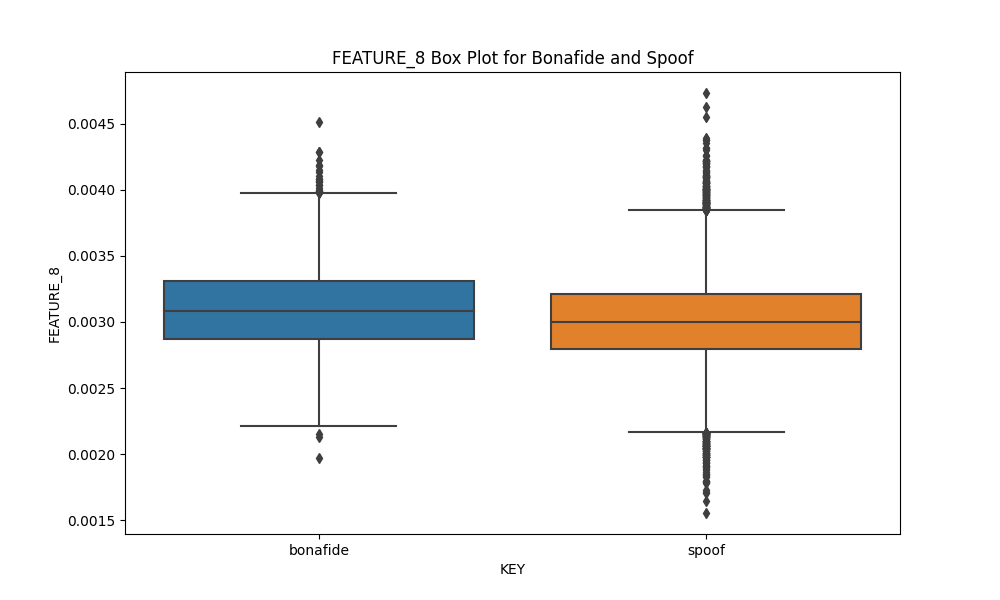 FEATURE_8 Box Plot for Bonafide and Spoof
FEATURE_8
0.0045
0.0040
0.0035
0.0030
0.0025
0.0020
0.0015
bonafide
spoof
KEY